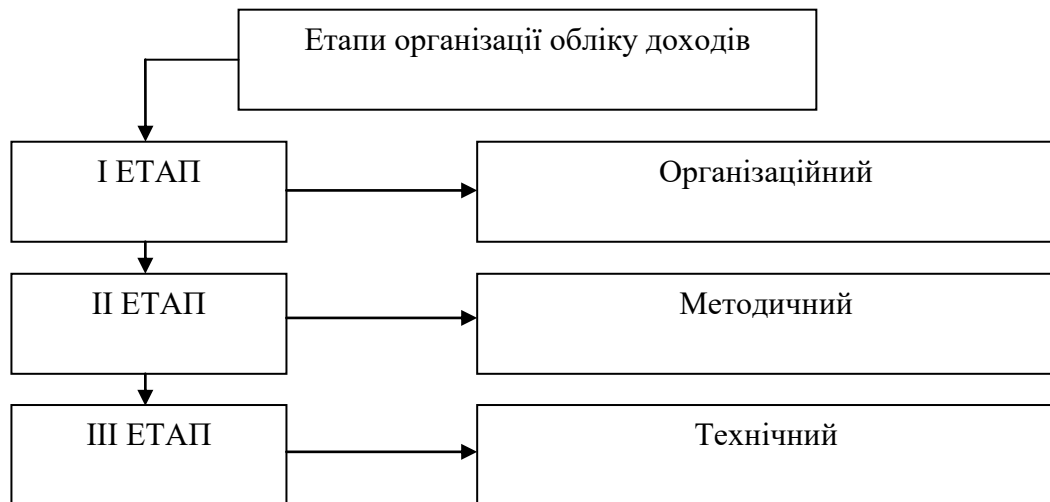 Етапи організації обліку доходів
І ЕТАП
Організаційний
ІІ ЕТАП
Методичний
ІІІ ЕТАП
Технічний